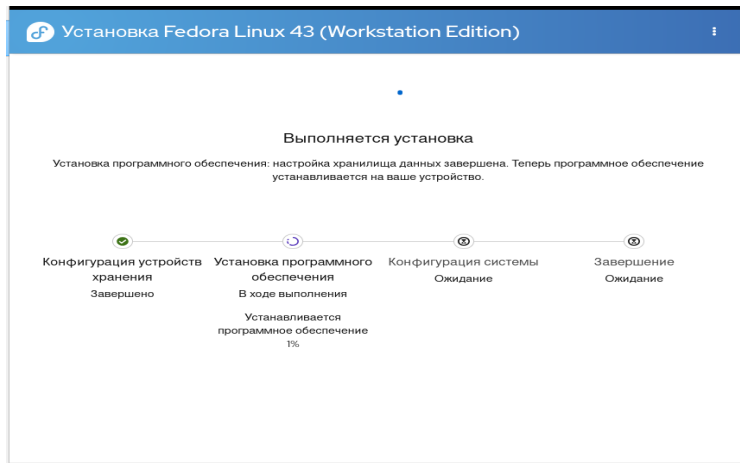 Установка Fedora Linux 43 (Workstation Edition)
Выполняется установка
Установка программного обеспечения: настройка хранилища данных завершена. Теперь программное обеспечение
устанавливается на ваше устройство.
Конфигурация устройств
хранения
Завершено
Установка программного
обеспечения
В ходе выполнения
Устанавливается
программное обеспечение
1%
Конфигурация системы
Ожидание
Завершение
Ожидание